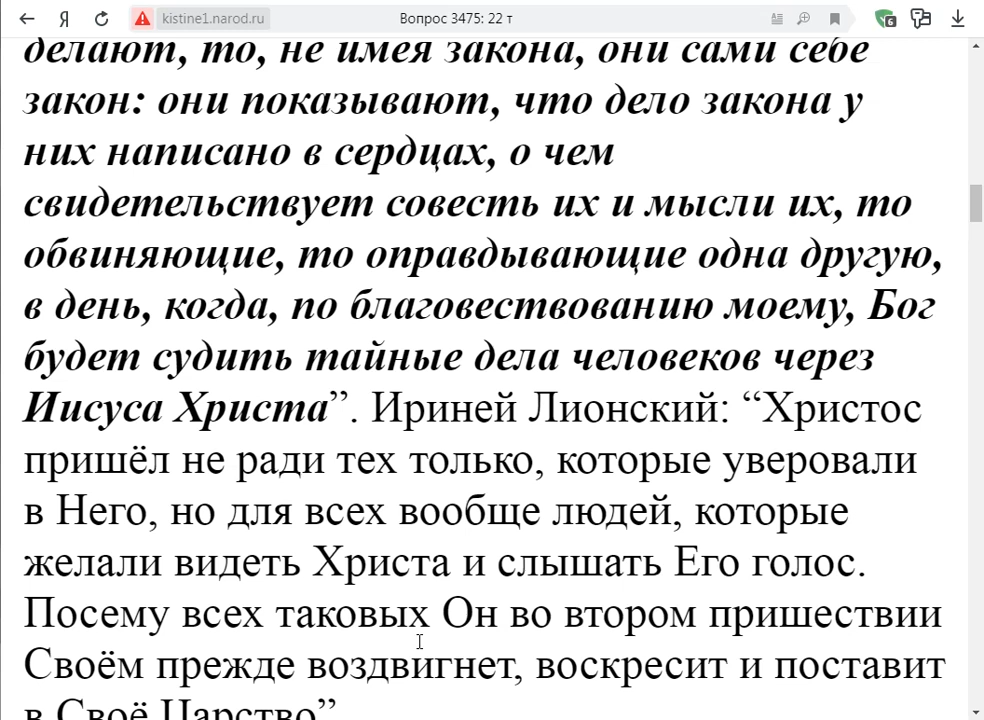 Я
kistine1.narod.ru
Вопрос 3475: 22 т
6
делают, то, не имея закона, они сами себе
закон: они показывают, что дело закона у
них написано в сердцах, о чем
свидетельствует совесть их и мысли их, то
обвиняющие, то оправдывающие одна другую,
в день, когда, по благовествованию моему, Бог
будет судить тайные дела человеков через
Иисуса Христа”. Ириней Лионский: “Христос
пришёл не ради тех только, которые уверовали
в Него, но для всех вообще людей, которые
желали видеть Христа и слышать Его голос.
Посему всех таковых Он во втором пришествии
Своём прежде воздвигнет, воскресит и поставит
в Своё Царство”